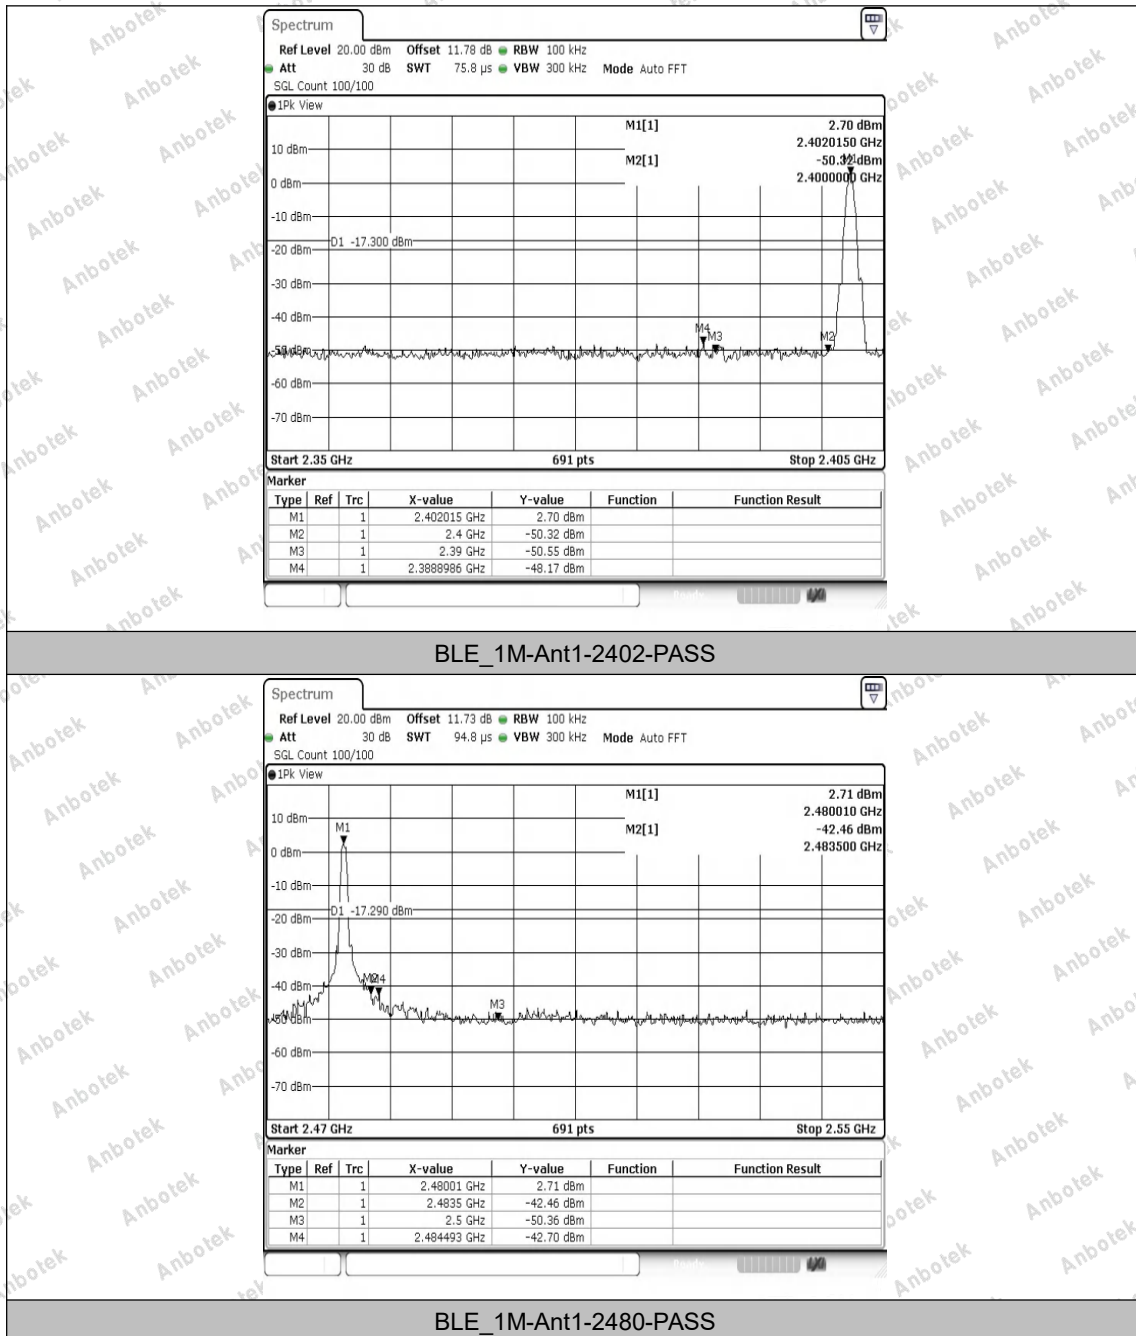 Spectrum
Ref Level 20.00 dBm Offset 11.78 dB RBW 100 kHz
Att 30 dB SWT 75.8 µs VBW 300 kHz Mode Auto FFT
SGL Count 100/100
1Pk View
M1[1] 2.70 dBm
2.4020150 GHz
M2[1] -50.32 dBm
2.4000000 GHz
M1
10 dBm
0 dBm
-10 dBm
D1 -17.300 dBm
-20 dBm
-30 dBm
-40 dBm
M4 M3 M2
-50 dBm
-60 dBm
-70 dBm
Start 2.35 GHz 691 pts Stop 2.405 GHz
Marker
Type Ref Trc X-value Y-value Function Function Result
M1 1 2.402015 GHz 2.70 dBm
M2 1 2.4 GHz -50.32 dBm
M3 1 2.39 GHz -50.55 dBm
M4 1 2.3888986 GHz -48.17 dBm
Ready
BLE_1M-Ant1-2402-PASS
Spectrum
Ref Level 20.00 dBm Offset 11.73 dB RBW 100 kHz
Att 30 dB SWT 94.8 µs VBW 300 kHz Mode Auto FFT
SGL Count 100/100
1Pk View
M1[1] 2.71 dBm
2.480010 GHz
M2[1] -42.46 dBm
2.483500 GHz
10 dBm
M1
0 dBm
-10 dBm
D1 -17.290 dBm
-20 dBm
-30 dBm
M2 M4
-40 dBm
M3
-50 dBm
-60 dBm
-70 dBm
Start 2.47 GHz 691 pts Stop 2.55 GHz
Marker
Type Ref Trc X-value Y-value Function Function Result
M1 1 2.48001 GHz 2.71 dBm
M2 1 2.4835 GHz -42.46 dBm
M3 1 2.5 GHz -50.36 dBm
M4 1 2.484493 GHz -42.70 dBm
BLE_1M-Ant1-2480-PASS
Anbotek